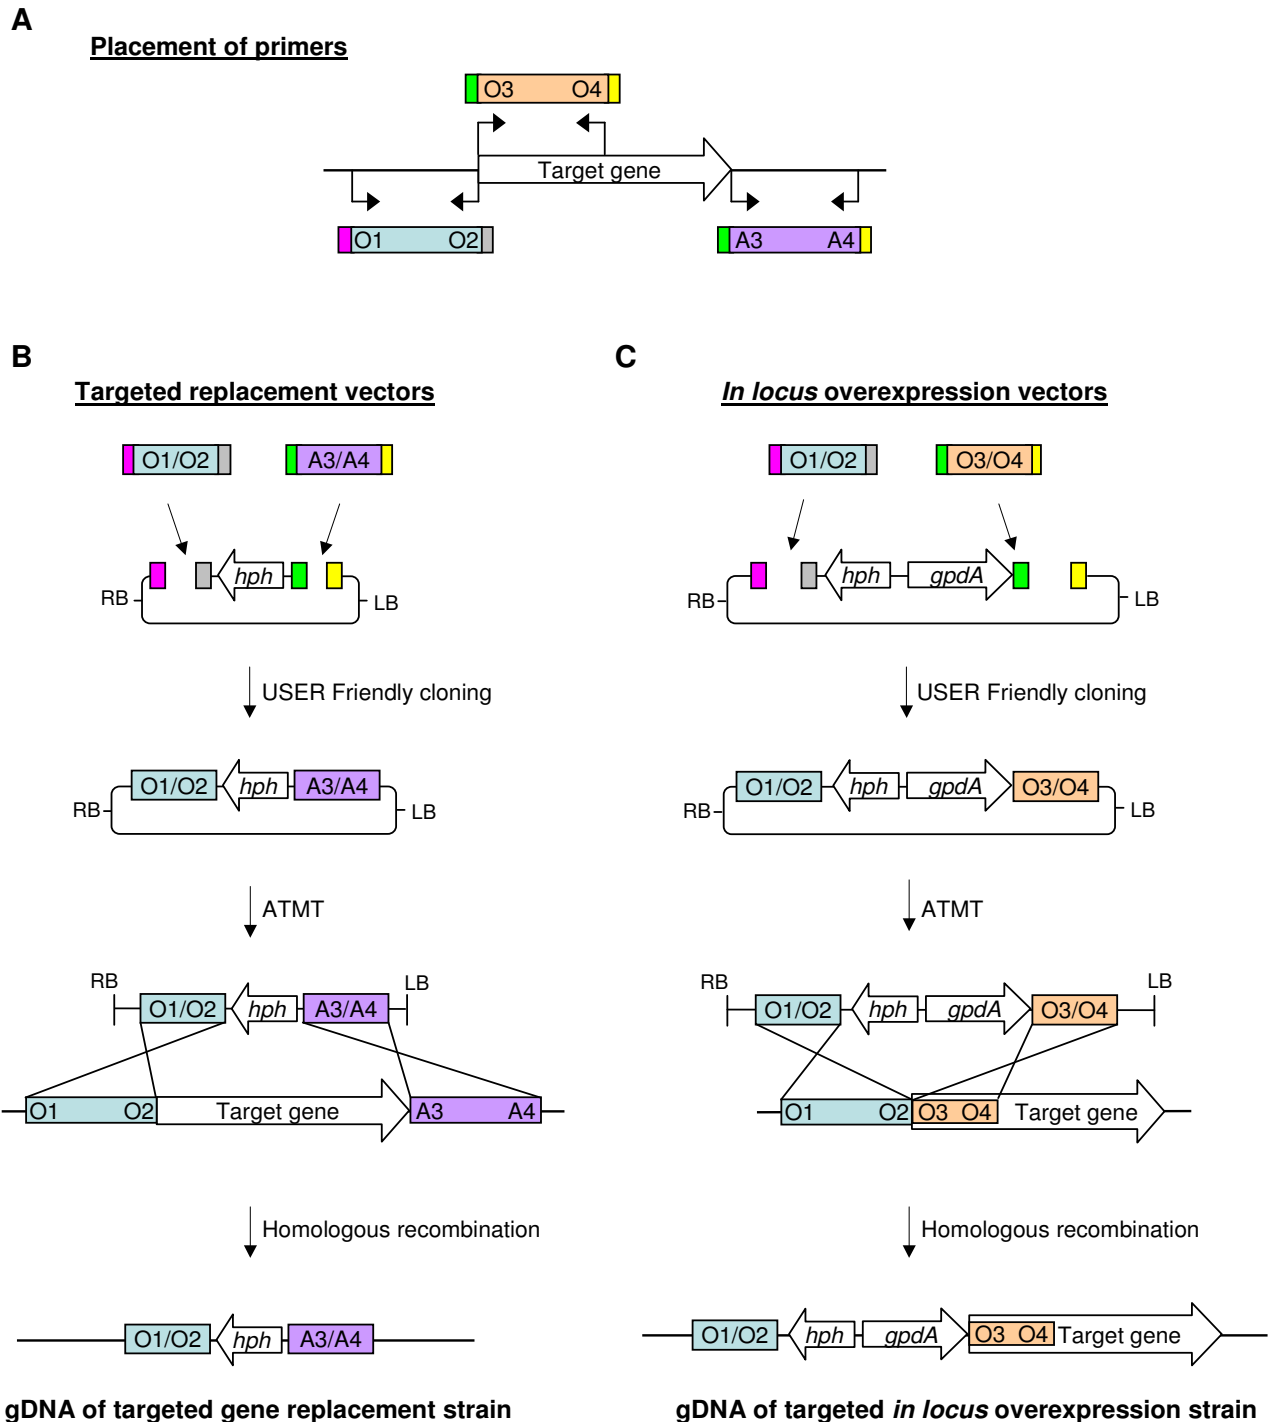 A
Placement of primers
O3 O4
Target gene
O1 O2
A3 A4
B
Targeted replacement vectors
O1/O2 A3/A4
hph
RB LB
USER Friendly cloning
O1/O2 hph A3/A4
RB LB
ATMT
RB LB
O1/O2 hph A3/A4
O1 O2 Target gene A3 A4
Homologous recombination
O1/O2 hph A3/A4
gDNA of targeted gene replacement strain
C
In locus overexpression vectors
O1/O2 O3/O4
hph gpdA
RB LB
USER Friendly cloning
O1/O2 hph gpdA O3/O4
RB LB
ATMT
RB LB
O1/O2 hph gpdA O3/O4
O1 O2 O3 O4 Target gene
Homologous recombination
O1/O2 hph gpdA O3 O4 Target gene
gDNA of targeted in locus overexpression strain